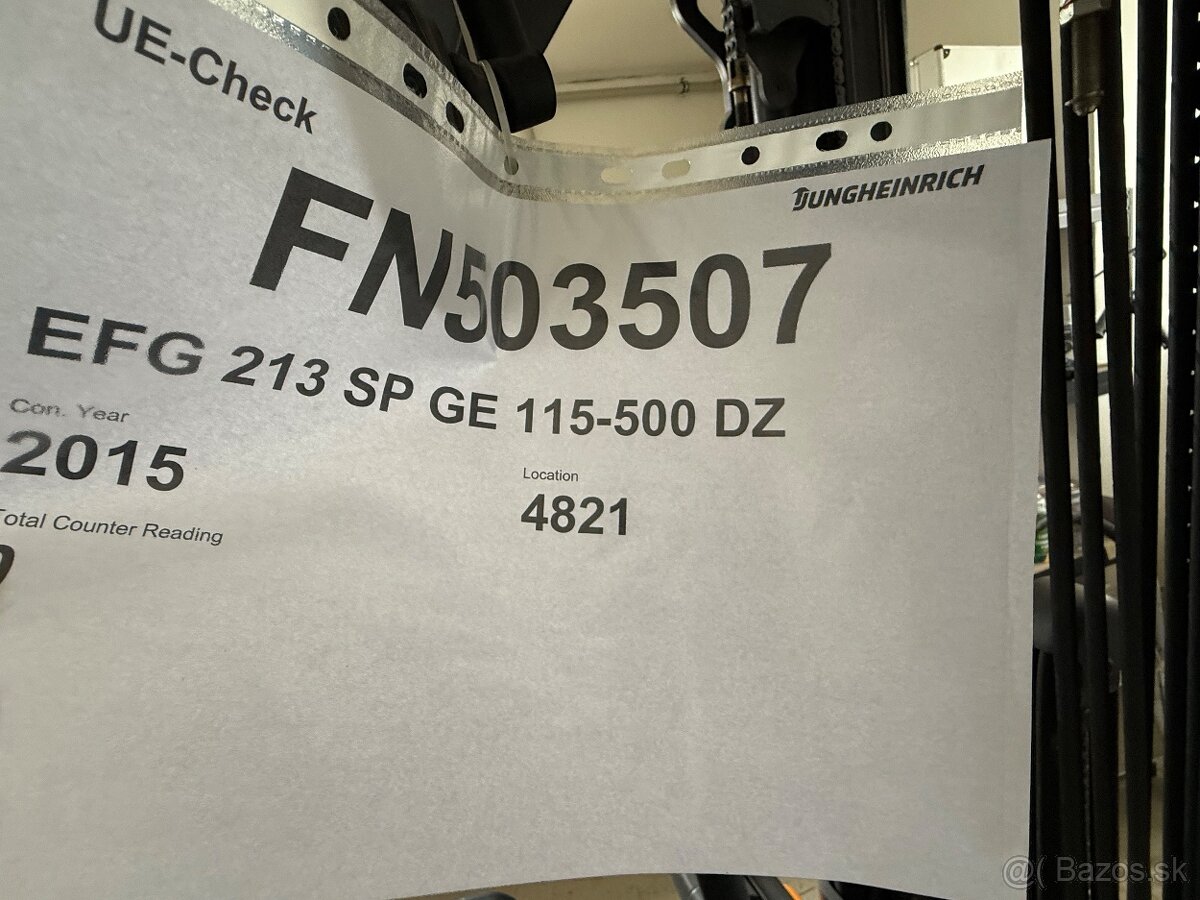 UE-Check
JUNGHEINRICH
FN503507
EFG 213 SP GE 115-500 DZ
Con. Year
2015
Location
4821
Total Counter Reading
@( Bazos.sk